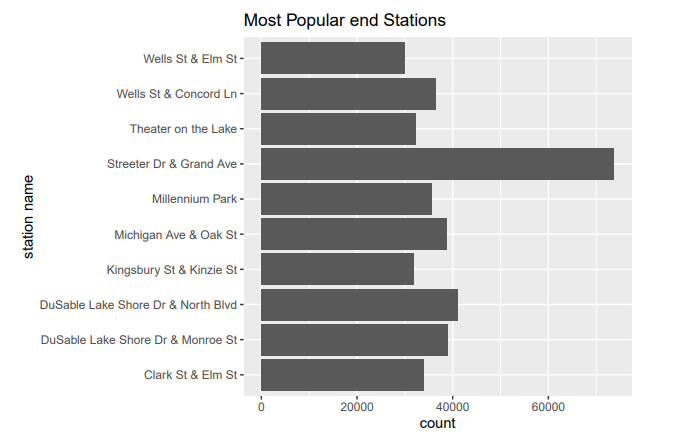 Most Popular end Stations
station name
Wells St & Elm St
Wells St & Concord Ln
Theater on the Lake
Streeter Dr & Grand Ave
Millennium Park
Michigan Ave & Oak St
Kingsbury St & Kinzie St
DuSable Lake Shore Dr & North Blvd
DuSable Lake Shore Dr & Monroe St
Clark St & Elm St
0 20000 40000 60000
count